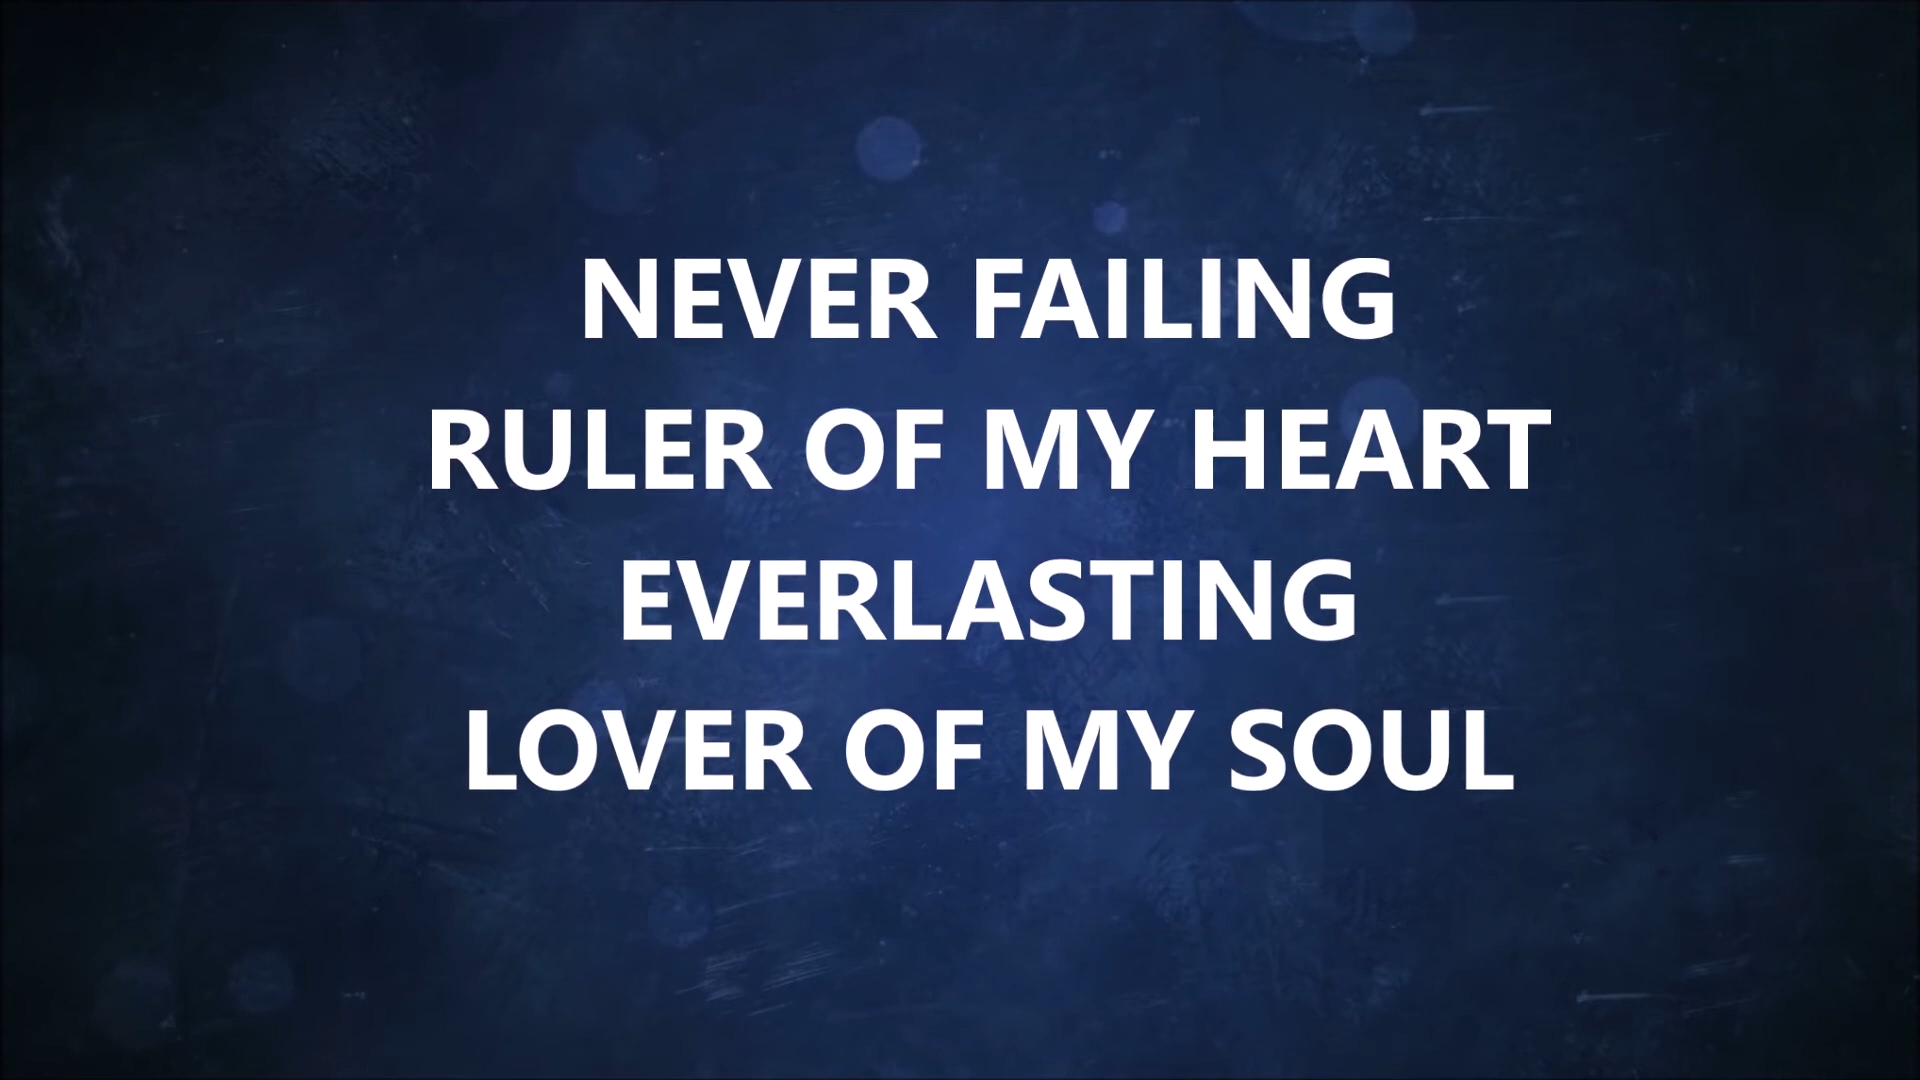 NEVER FAILING
RULER OF MY HEART
EVERLASTING
LOVER OF MY SOUL